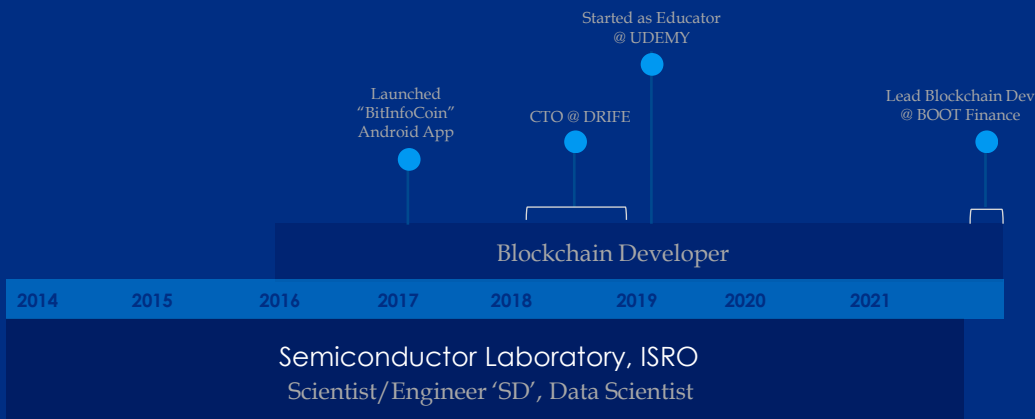 Started as Educator
@ UDEMY
Launched
“BitInfoCoin”
Android App
CTO @ DRIFE
Lead Blockchain Dev
@ BOOT Finance
Blockchain Developer
2014 2015 2016 2017 2018 2019 2020 2021
Semiconductor Laboratory, ISRO
Scientist/Engineer ‘SD’, Data Scientist